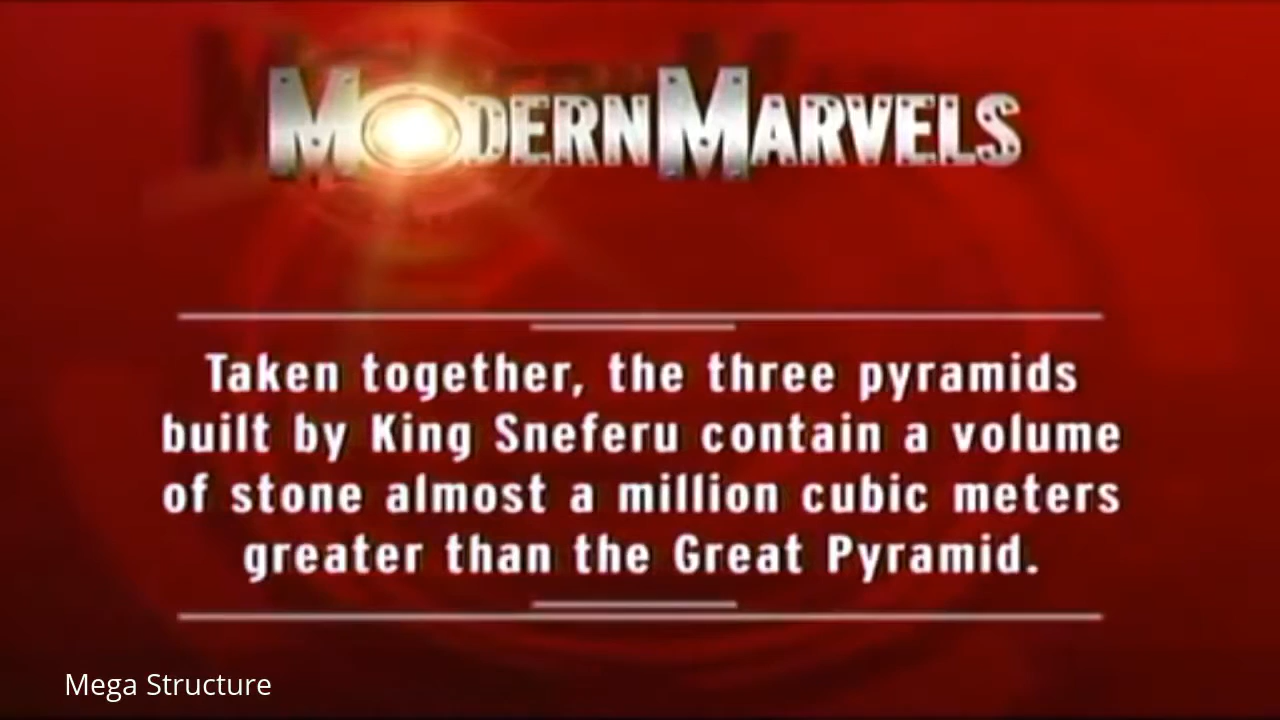 MODERN MARVELS
Taken together, the three pyramids
built by King Sneferu contain a volume
of stone almost a million cubic meters
greater than the Great Pyramid.
Mega Structure